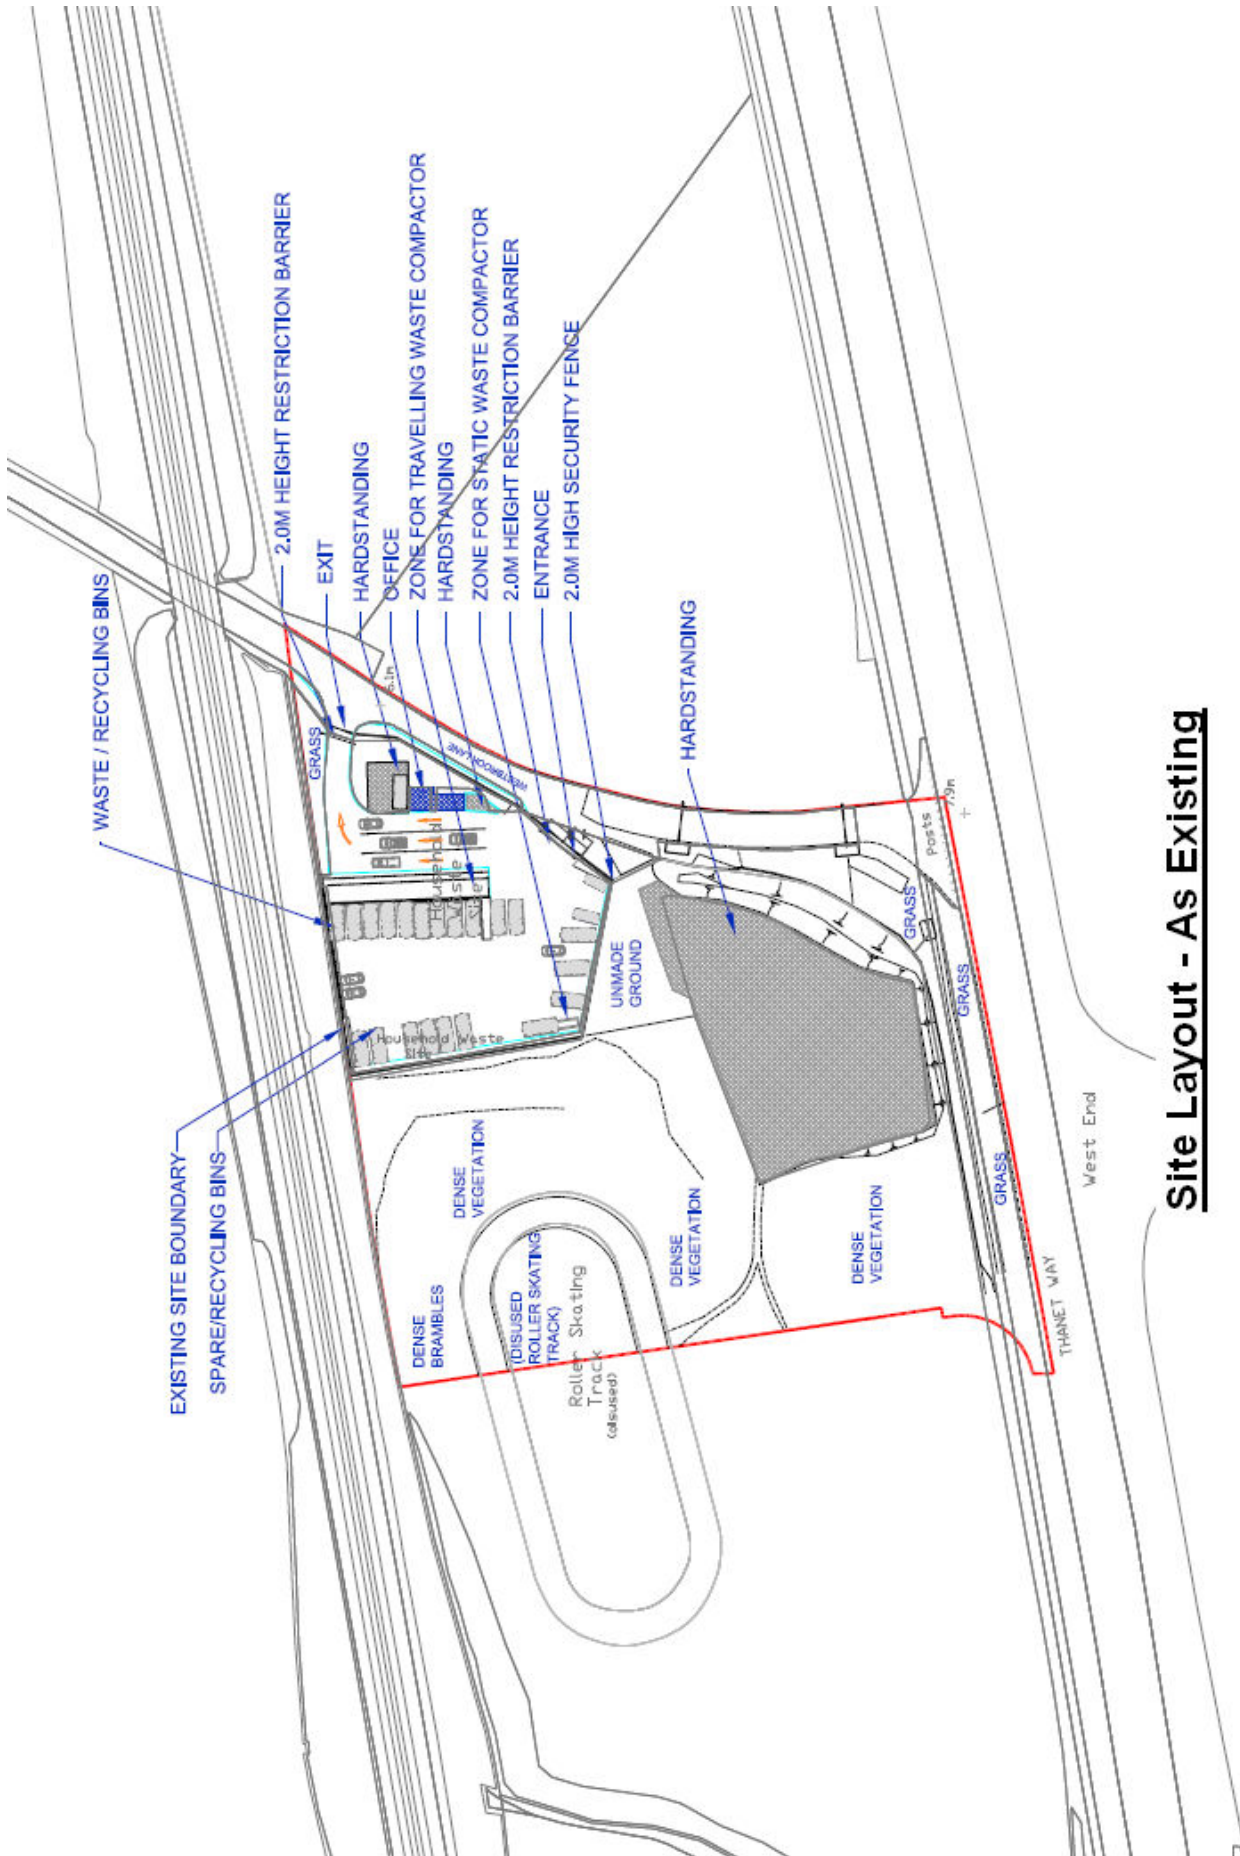 WASTE / RECYCLING BINS
2.0M HEIGHT RESTRICTION BARRIER
EXIT
HARDSTANDING
OFFICE
ZONE FOR TRAVELLING WASTE COMPACTOR
HARDSTANDING
ZONE FOR STATIC WASTE COMPACTOR
2.0M HEIGHT RESTRICTION BARRIER
ENTRANCE
2.0M HIGH SECURITY FENCE
HARDSTANDING
EXISTING SITE BOUNDARY
SPARE/RECYCLING BINS
GRASS
WESTBROOK LANE
Household
Waste
Site
Household Waste
Site
UNMADE
GROUND
DENSE
VEGETATION
DENSE
BRAMBLES
(DISUSED
ROLLER SKATING
TRACK)
Roller Skating
Track
(disused)
DENSE
VEGETATION
DENSE
VEGETATION
GRASS
GRASS
GRASS
Posts
7.9m
THANET WAY
West End
Site Layout - As Existing